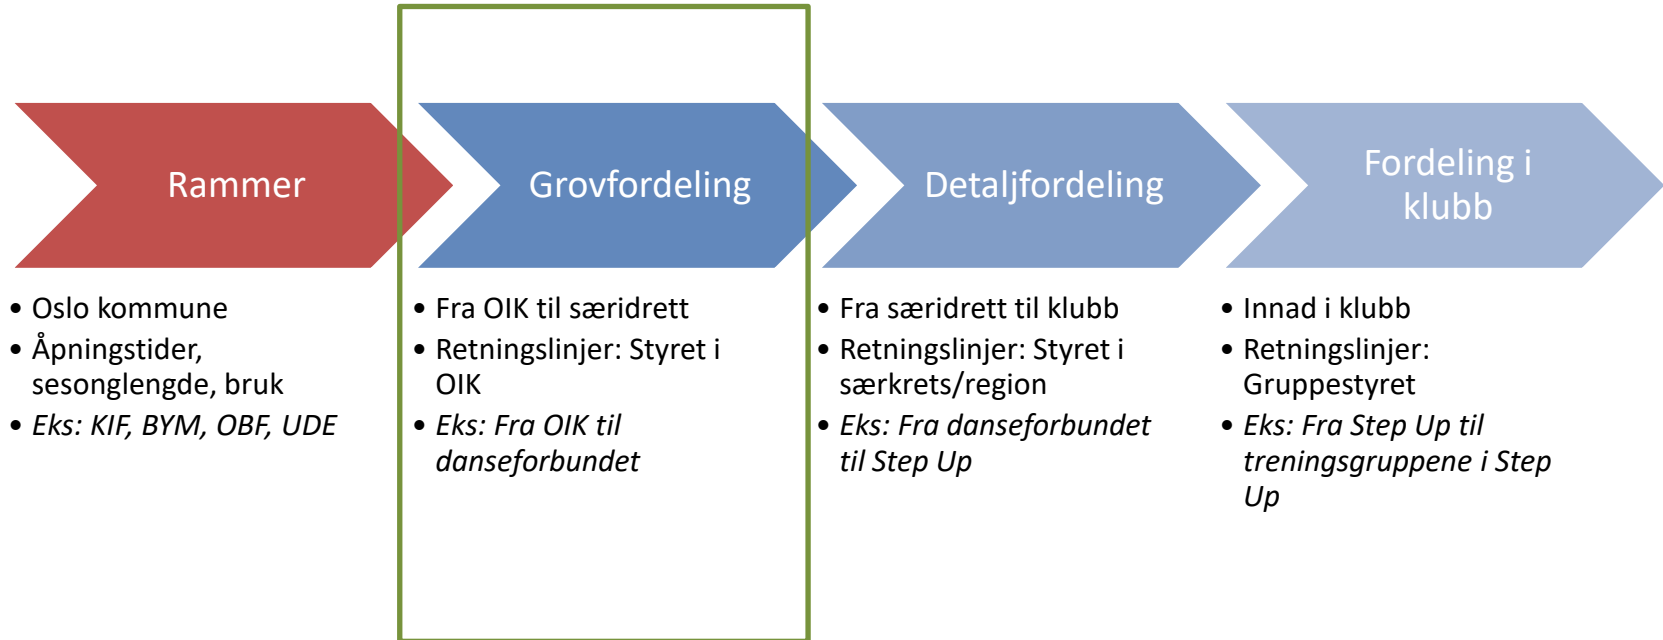 Rammer
Grovfordeling
Detaljfordeling
Fordeling i
klubb
• Oslo kommune
• Åpningstider,
sesonglengde, bruk
• Eks: KIF, BYM, OBF, UDE
• Fra OIK til særidrett
• Retningslinjer: Styret i
OIK
• Eks: Fra OIK til
danseforbundet
• Fra særidrett til klubb
• Retningslinjer: Styret i
særkrets/region
• Eks: Fra danseforbundet
til Step Up
• Innad i klubb
• Retningslinjer:
Gruppestyret
• Eks: Fra Step Up til
treningsgruppene i Step
Up